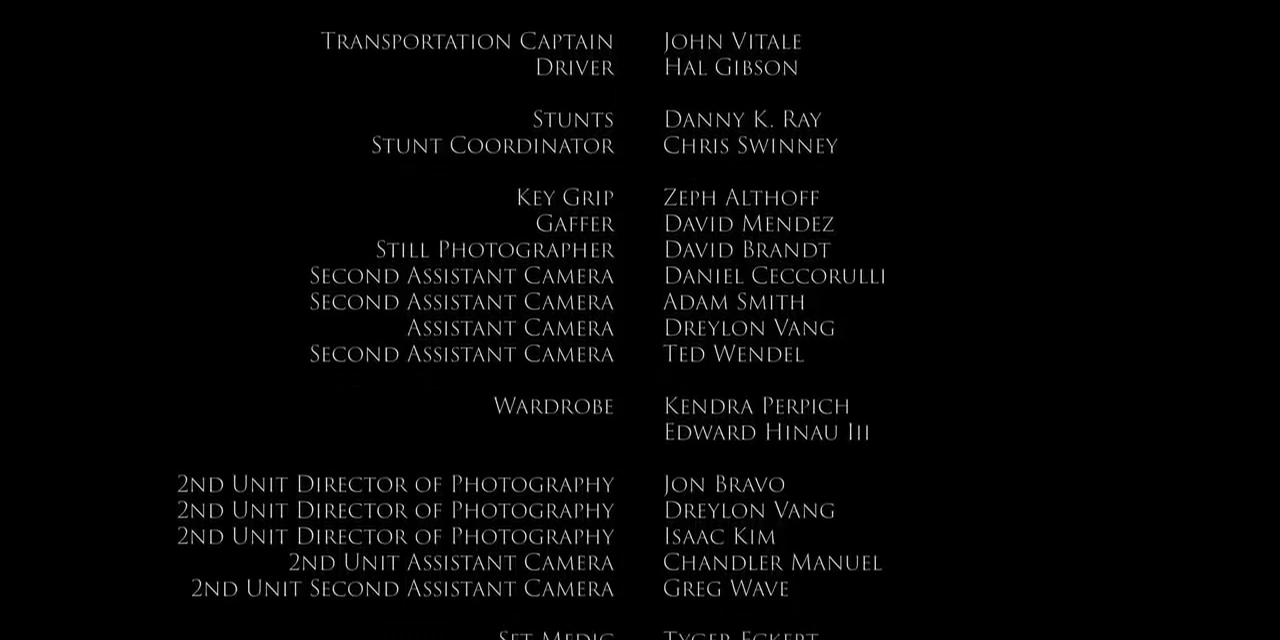 TRANSPORTATION CAPTAIN JOHN VITALE
DRIVER HAL GIBSON
STUNTS DANNY K. RAY
STUNT COORDINATOR CHRIS SWINNEY
KEY GRIP ZEPH ALTHOFF
GAFFER DAVID MENDEZ
STILL PHOTOGRAPHER DAVID BRANDT
SECOND ASSISTANT CAMERA DANIEL CECCORULLI
SECOND ASSISTANT CAMERA ADAM SMITH
ASSISTANT CAMERA DREYLON VANG
SECOND ASSISTANT CAMERA TED WENDEL
WARDROBE KENDRA PERPICH
EDWARD HINAU III
2ND UNIT DIRECTOR OF PHOTOGRAPHY JON BRAVO
2ND UNIT DIRECTOR OF PHOTOGRAPHY DREYLON VANG
2ND UNIT DIRECTOR OF PHOTOGRAPHY ISAAC KIM
2ND UNIT ASSISTANT CAMERA CHANDLER MANUEL
2ND UNIT SECOND ASSISTANT CAMERA GREG WAVE
SET MEDIC TYGER ECKERT